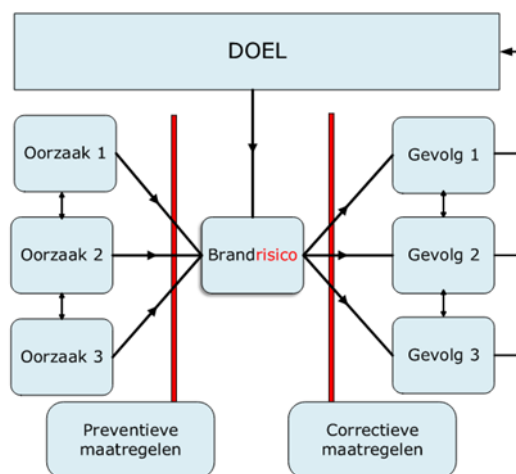 DOEL
Oorzaak 1
Gevolg 1
Oorzaak 2
Brandrisico
Gevolg 2
Oorzaak 3
Gevolg 3
Preventieve
maatregelen
Correctieve
maatregelen